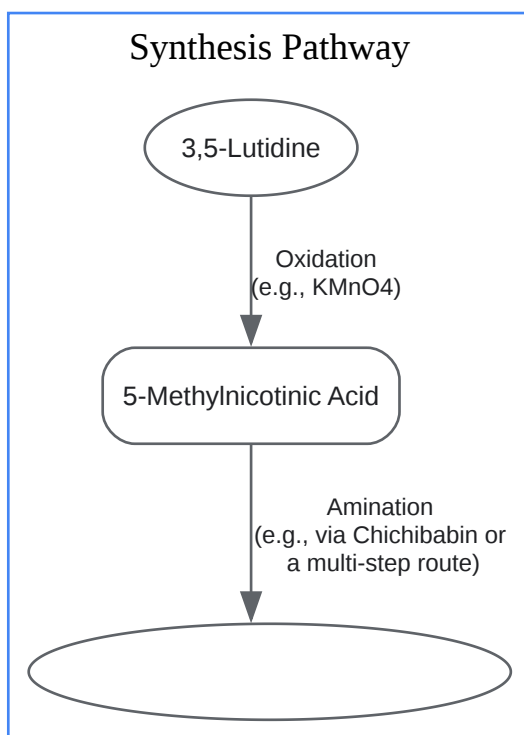 Synthesis Pathway
3,5-Lutidine
Oxidation
(e.g., KMnO4)
5-Methylnicotinic Acid
Amination
(e.g., via Chichibabin or
a multi-step route)